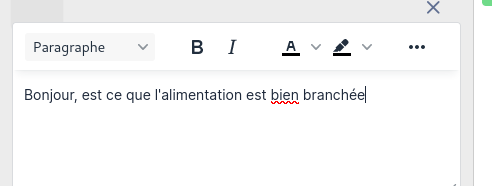 Paragraphe B I A
Bonjour, est ce que l'alimentation est bien branchée